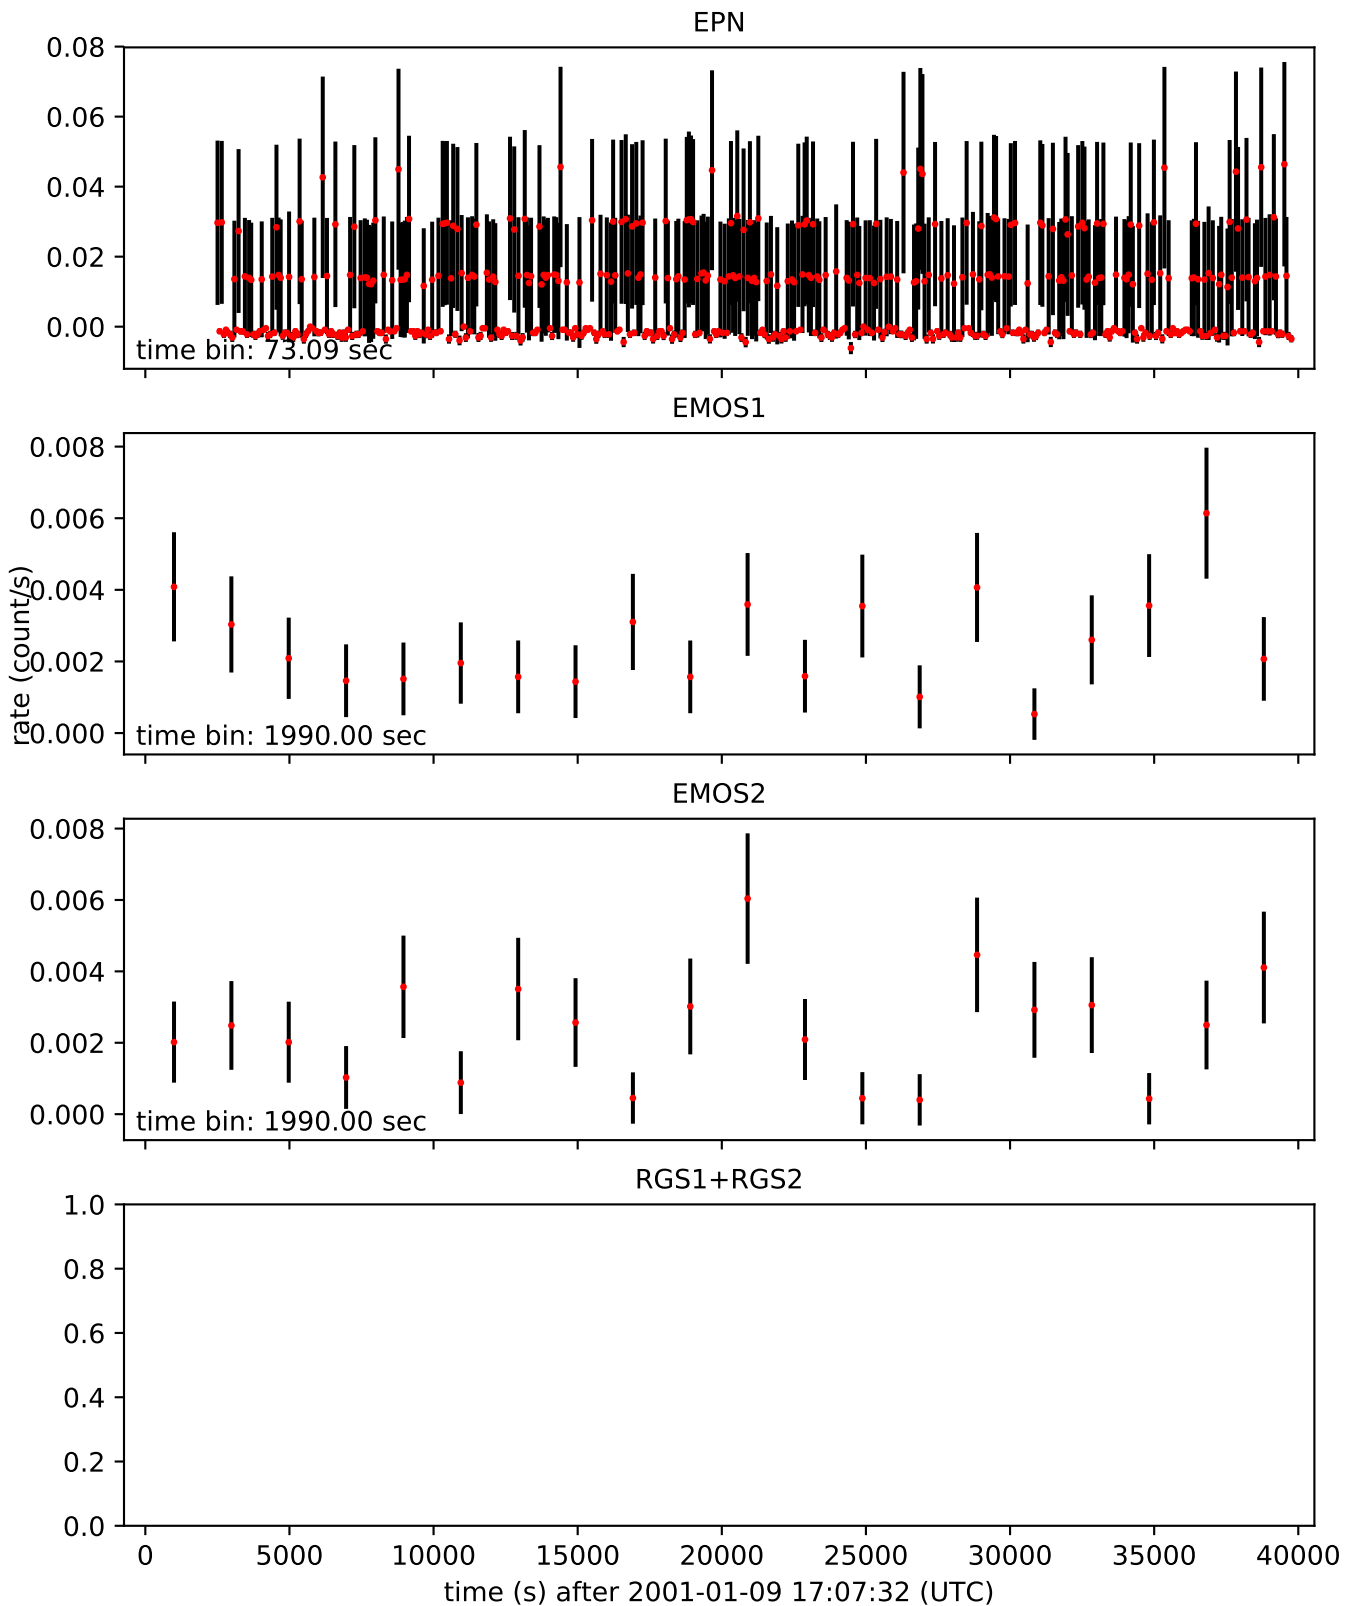 EPN
0.08
0.06
0.04
0.02
0.00
time bin: 73.09 sec
EMOS1
0.008
0.006
0.004
0.002
0.000
time bin: 1990.00 sec
rate (count/s)
EMOS2
0.008
0.006
0.004
0.002
0.000
time bin: 1990.00 sec
RGS1+RGS2
1.0
0.8
0.6
0.4
0.2
0.0
0 5000 10000 15000 20000 25000 30000 35000 40000
time (s) after 2001-01-09 17:07:32 (UTC)